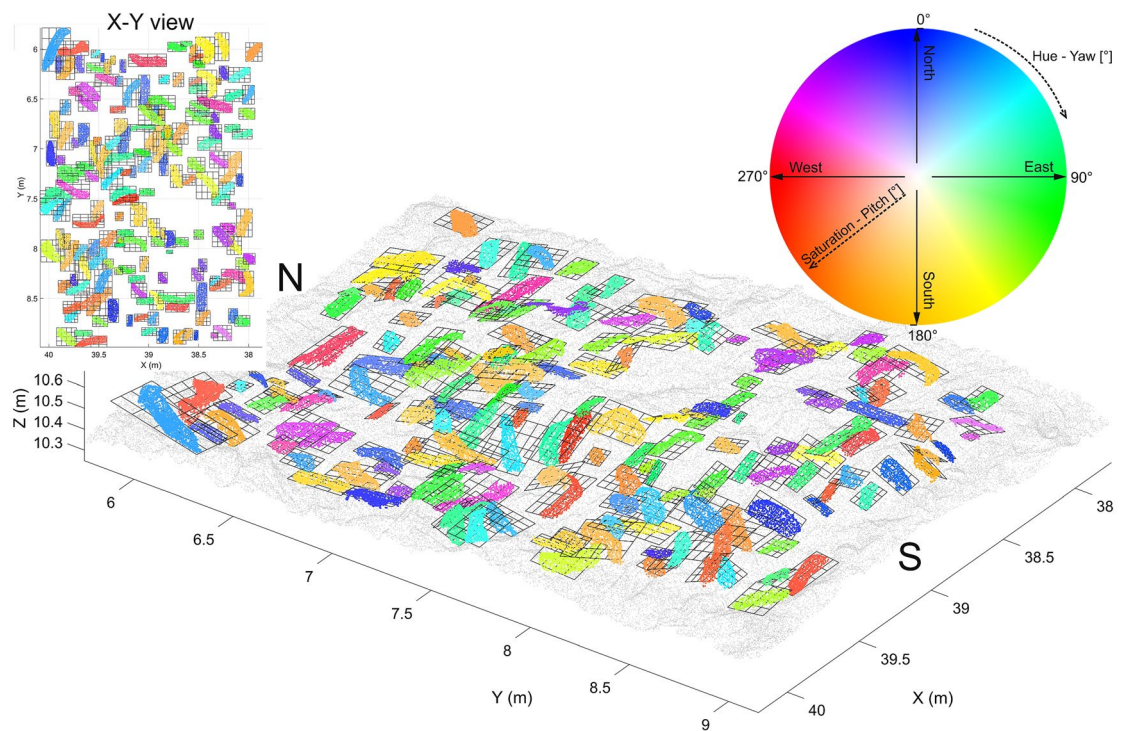 X-Y view
6
6.5
7
7.5
8
8.5
Y (m)
40
39.5
39
38.5
38
X (m)
0°
North
Hue - Yaw [°]
270°
West
East
90°
Saturation - Pitch [°]
South
180°
N
S
Z (m)
10.6
10.5
10.4
10.3
6
6.5
7
7.5
8
8.5
9
Y (m)
38
38.5
39
39.5
40
X (m)